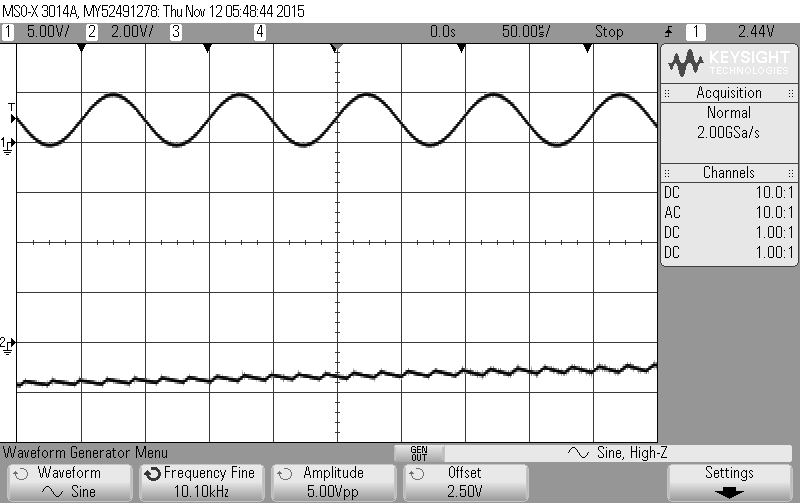 MSO-X 3014A, MY52491278: Thu Nov 12 05:48:44 2015
1 5.00V/ 2 2.00V/ 3 4 0.0s 50.00us/ Stop 1 2.44V
KEYSIGHT
TECHNOLOGIES
Acquisition
Normal
2.00GSa/s
Channels
DC 10.0:1
AC 10.0:1
DC 1.00:1
DC 1.00:1
T
1
2
Waveform Generator Menu GEN OUT Sine, High-Z
Waveform Frequency Fine Amplitude Offset Settings
Sine 10.10kHz 5.00Vpp 2.50V